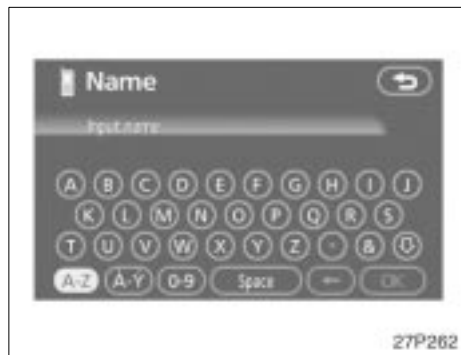 Name
Input name
A B C D E F G H I J
K L M N O P Q R S
T U V W X Y Z - &
A-Z À-Ý 0-9 Space ← OK
27P262